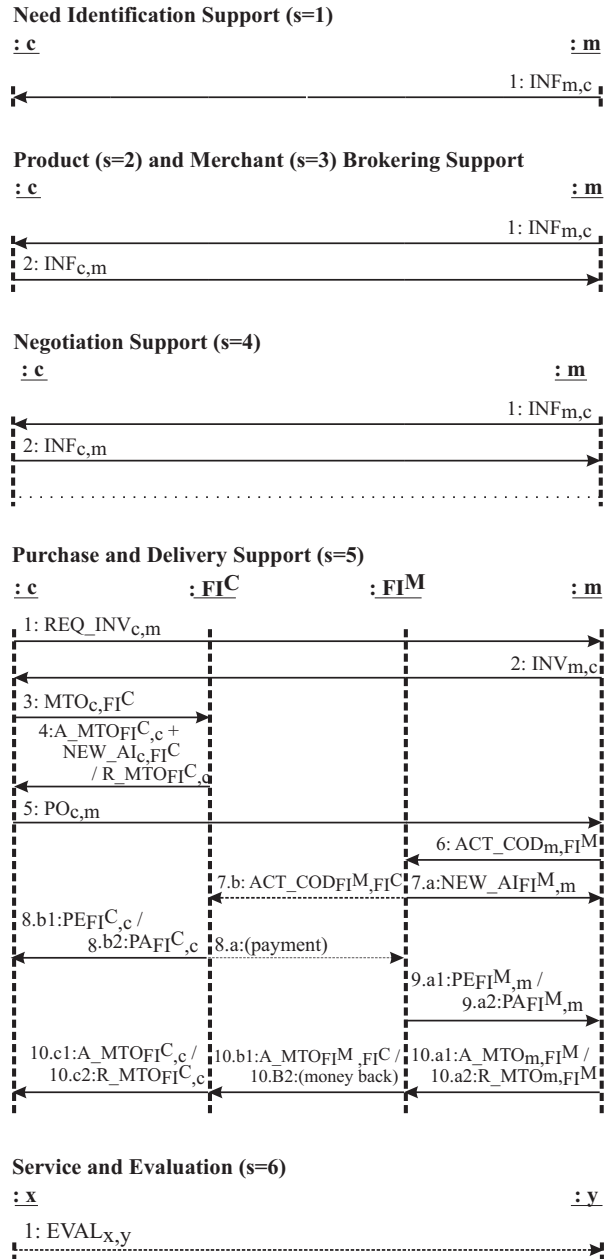 Need Identification Support (s=1)
: c : m
1: INFm,c
Product (s=2) and Merchant (s=3) Brokering Support
: c : m
1: INFm,c
2: INFc,m
Negotiation Support (s=4)
: c : m
1: INFm,c
2: INFc,m
Purchase and Delivery Support (s=5)
: c : FIC : FIM : m
1: REQ_INVc,m
2: INVm,c
3: MTOc,FIC
4:A_MTOFIC,c +
NEW_AIc,FIC
/ R_MTOFIC,c
5: POc,m
6: ACT_CODm,FIM
7.b: ACT_CODFIM,FIC 7.a:NEW_AIFIM,m
8.b1:PEFIC,c /
8.b2:PAFIC,c 8.a:(payment)
9.a1:PEFIM,m /
9.a2:PAFIM,m
10.c1:A_MTOFIC,c / 10.b1:A_MTOFIM ,FIC / 10.a1:A_MTOm,FIM /
10.c2:R_MTOFIC,c 10.B2:(money back) 10.a2:R_MTOm,FIM
Service and Evaluation (s=6)
: x : y
1: EVALx,y